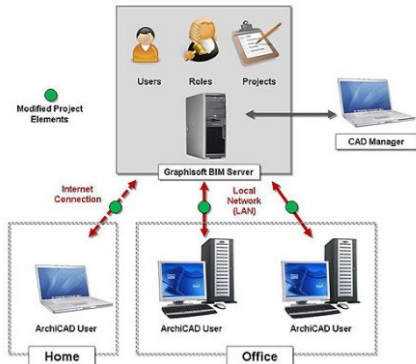 Users
Roles
Projects
Modified Project
Elements
CAD Manager
Graphisoft BIM Server
Internet
Connection
Local
Network
(LAN)
ArchiCAD User
ArchiCAD User
ArchiCAD User
Home
Office